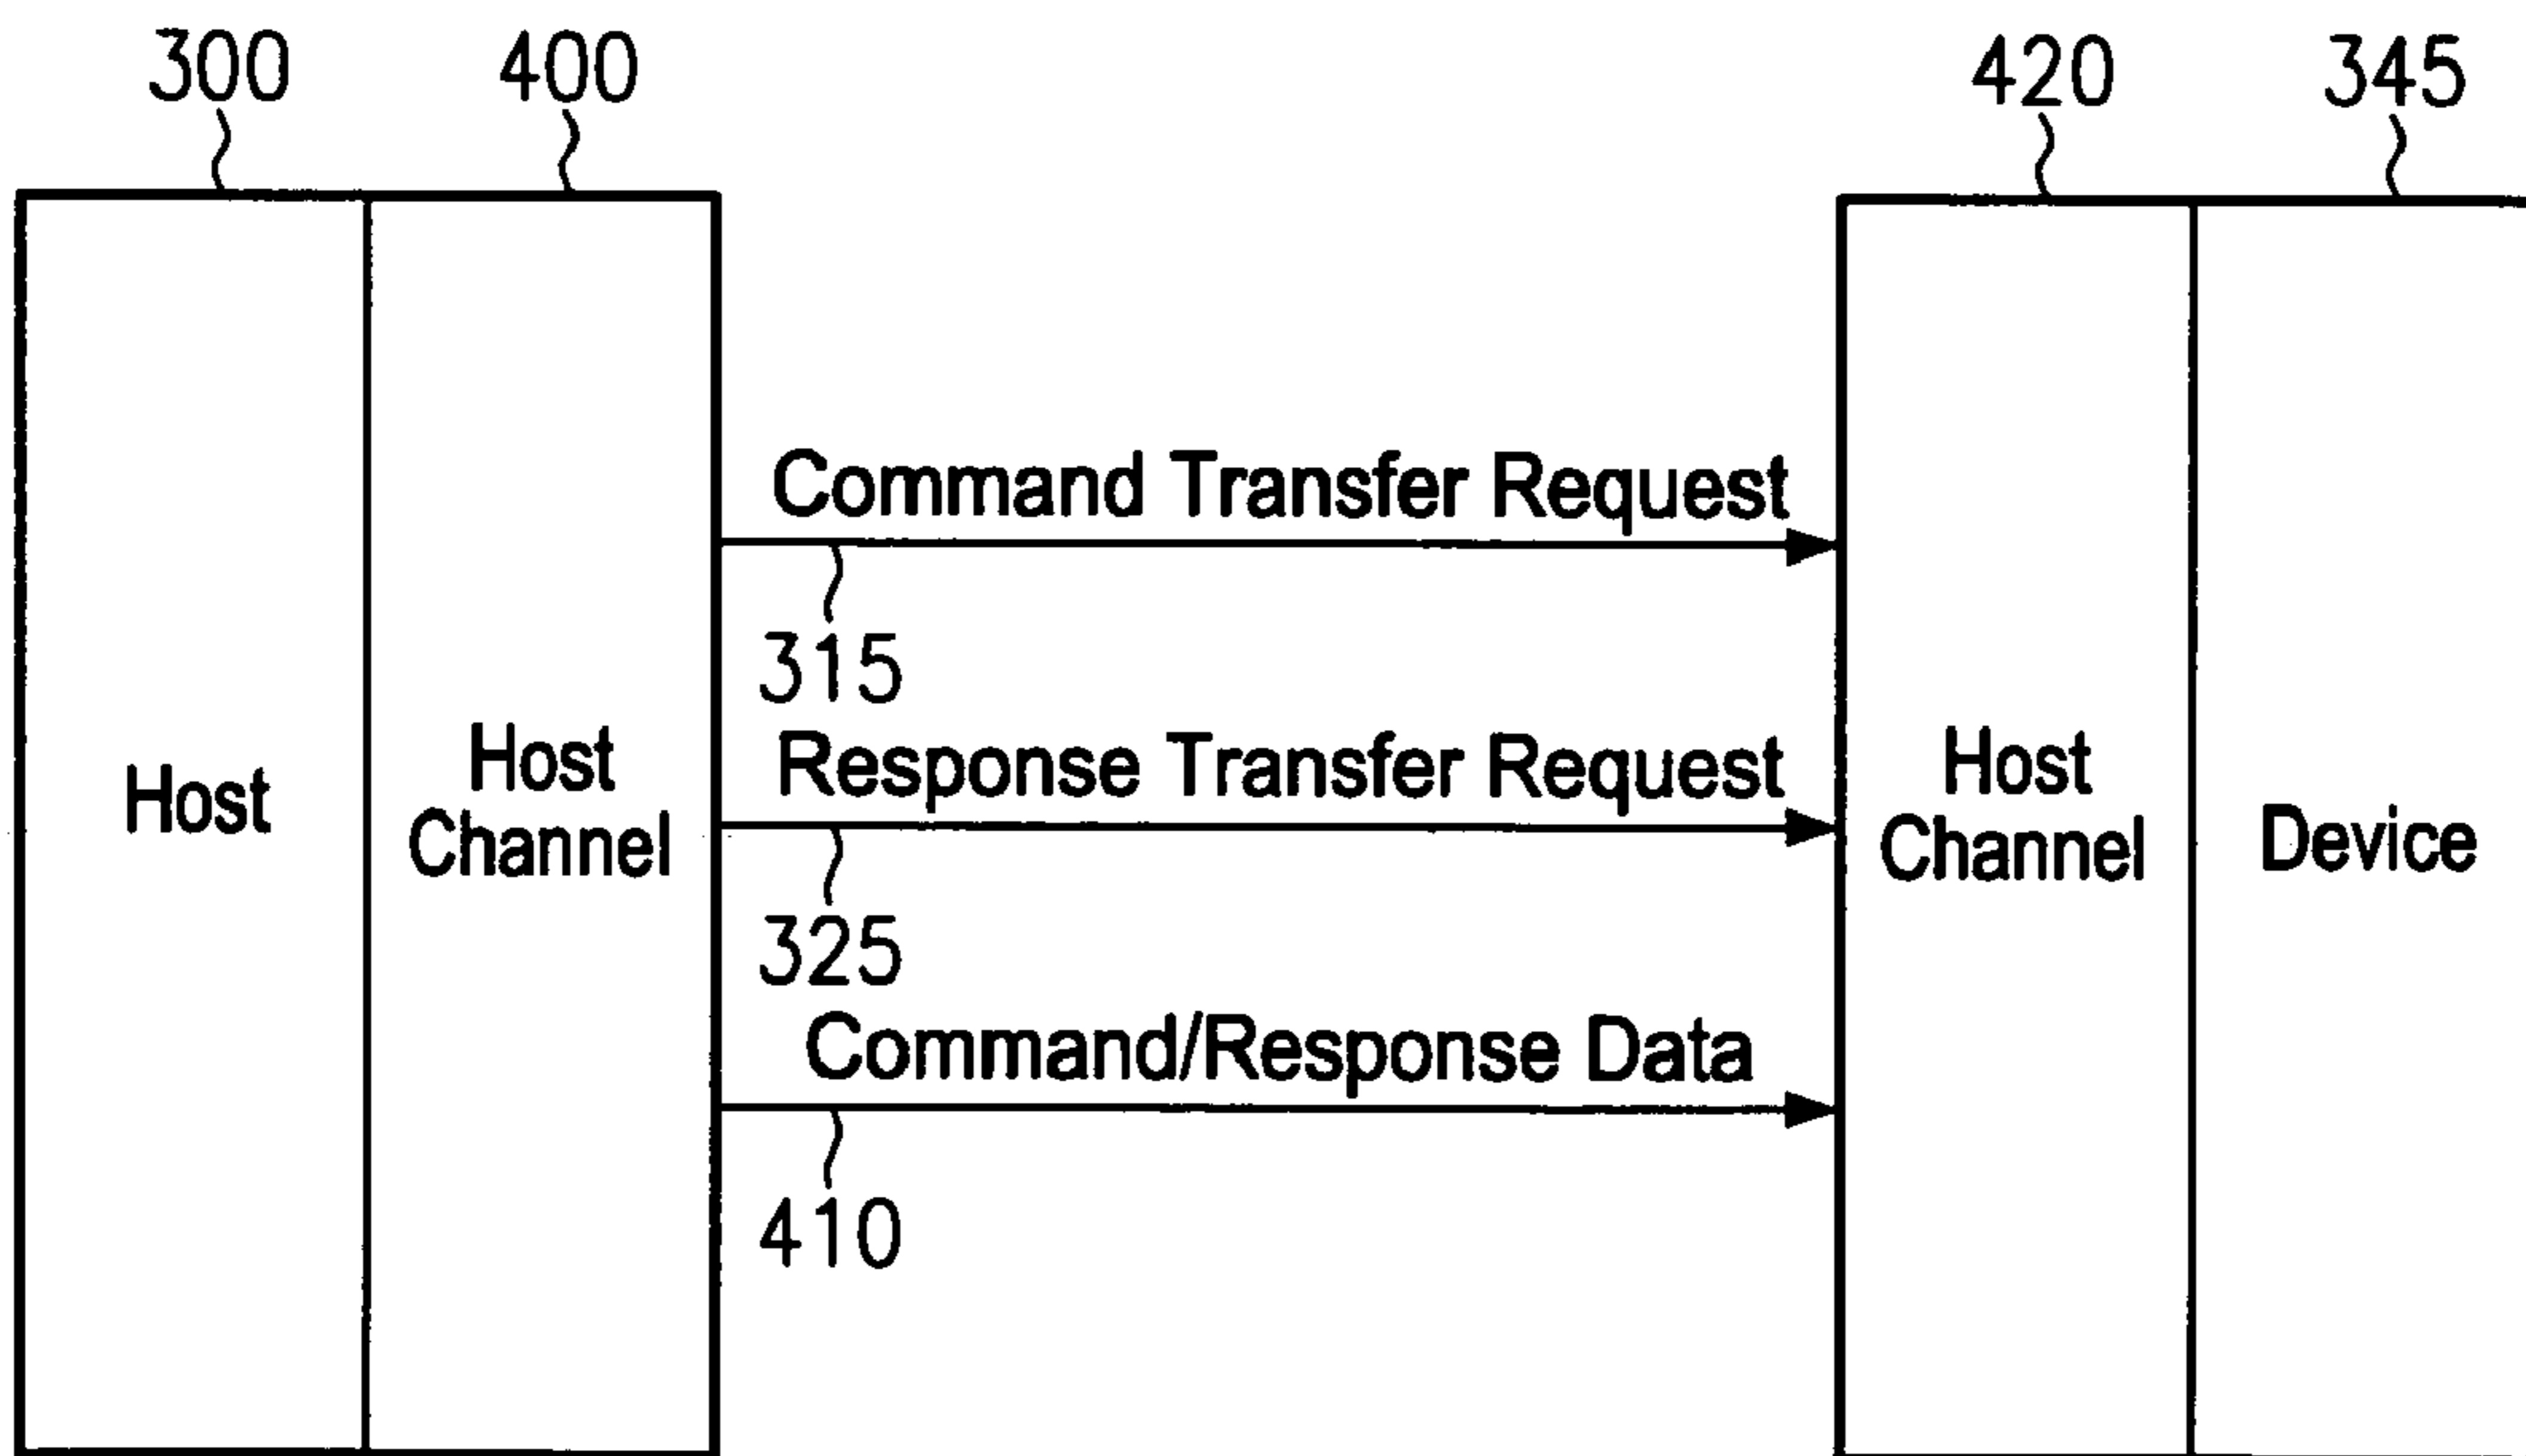 300 400 420 345
Command Transfer Request
315
Response Transfer Request
Host
Host
Channel
325
Host
Channel
Device
Command/Response Data
410